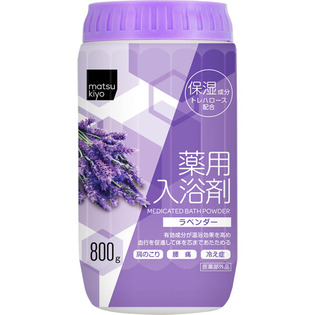 matsu
kiyo
保湿成分
トレハロース
配合
薬用
入浴剤
MEDICATED BATH POWDER
ラベンダー
有効成分が温浴効果を高め
血行を促進して体を芯まであたためる
肩のこり 腰痛 冷え症
医薬部外品
800g